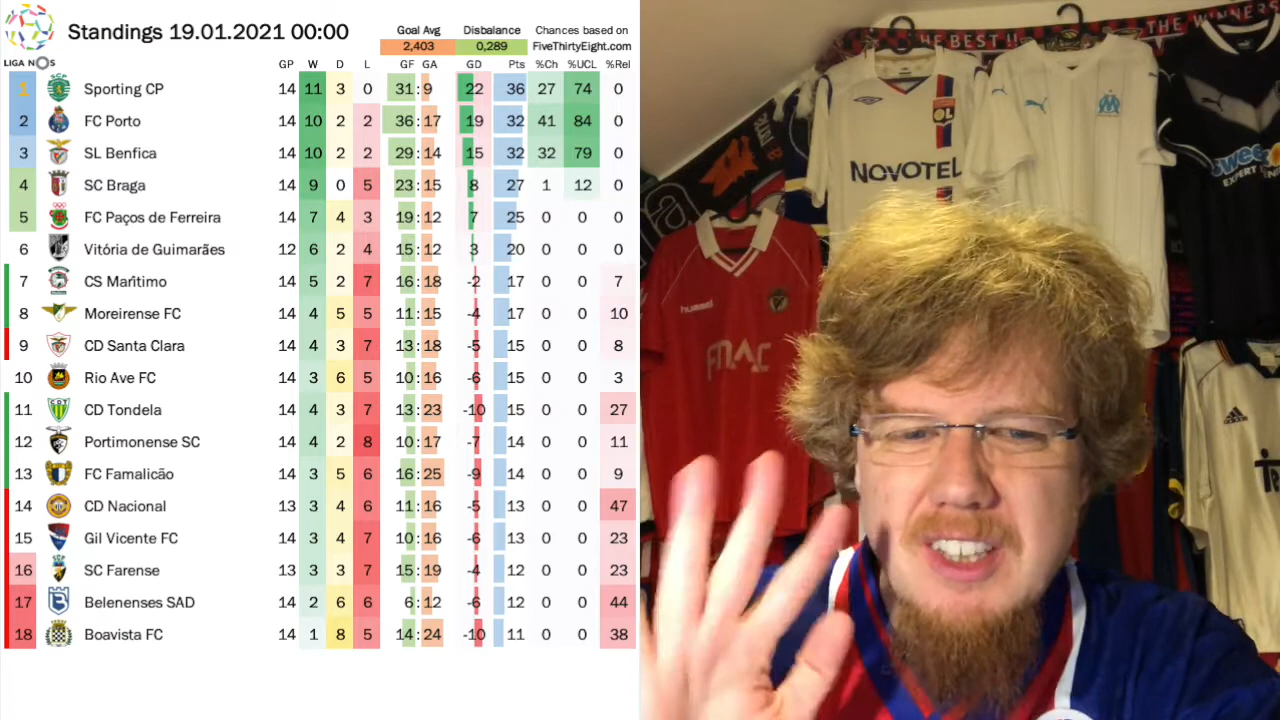 Standings 19.01.2021 00:00
Goal Avg Disbalance Chances based on
2,403 0,289 FiveThirtyEight.com
LIGA NOS GP W D L GF GA GD Pts %Ch %UCL %Rel
1 Sporting CP 14 11 3 0 31:9 22 36 27 74 0
2 FC Porto 14 10 2 2 36:17 19 32 41 84 0
3 SL Benfica 14 10 2 2 29:14 15 32 32 79 0
4 SC Braga 14 9 0 5 23:15 8 27 1 12 0
5 FC Paços de Ferreira 14 7 4 3 19:12 7 25 0 0 0
6 Vitória de Guimarães 12 6 2 4 15:12 3 20 0 0 0
7 CS Marítimo 14 5 2 7 16:18 -2 17 0 0 7
8 Moreirense FC 14 4 5 5 11:15 -4 17 0 0 10
9 CD Santa Clara 14 4 3 7 13:18 -5 15 0 0 8
10 Rio Ave FC 14 3 6 5 10:16 -6 15 0 0 3
11 CD Tondela 14 4 3 7 13:23 -10 15 0 0 27
12 Portimonense SC 14 4 2 8 10:17 -7 14 0 0 11
13 FC Famalicão 14 3 5 6 16:25 -9 14 0 0 9
14 CD Nacional 13 3 4 6 11:16 -5 13 0 0 47
15 Gil Vicente FC 14 3 4 7 10:16 -6 13 0 0 23
16 SC Farense 13 3 3 7 15:19 -4 12 0 0 23
17 Belenenses SAD 14 2 6 6 6:12 -6 12 0 0 44
18 Boavista FC 14 1 8 5 14:24 -10 11 0 0 38
THE BEST !!
THE WINNERS
OL
NOVOTEL
hummel
FNAC